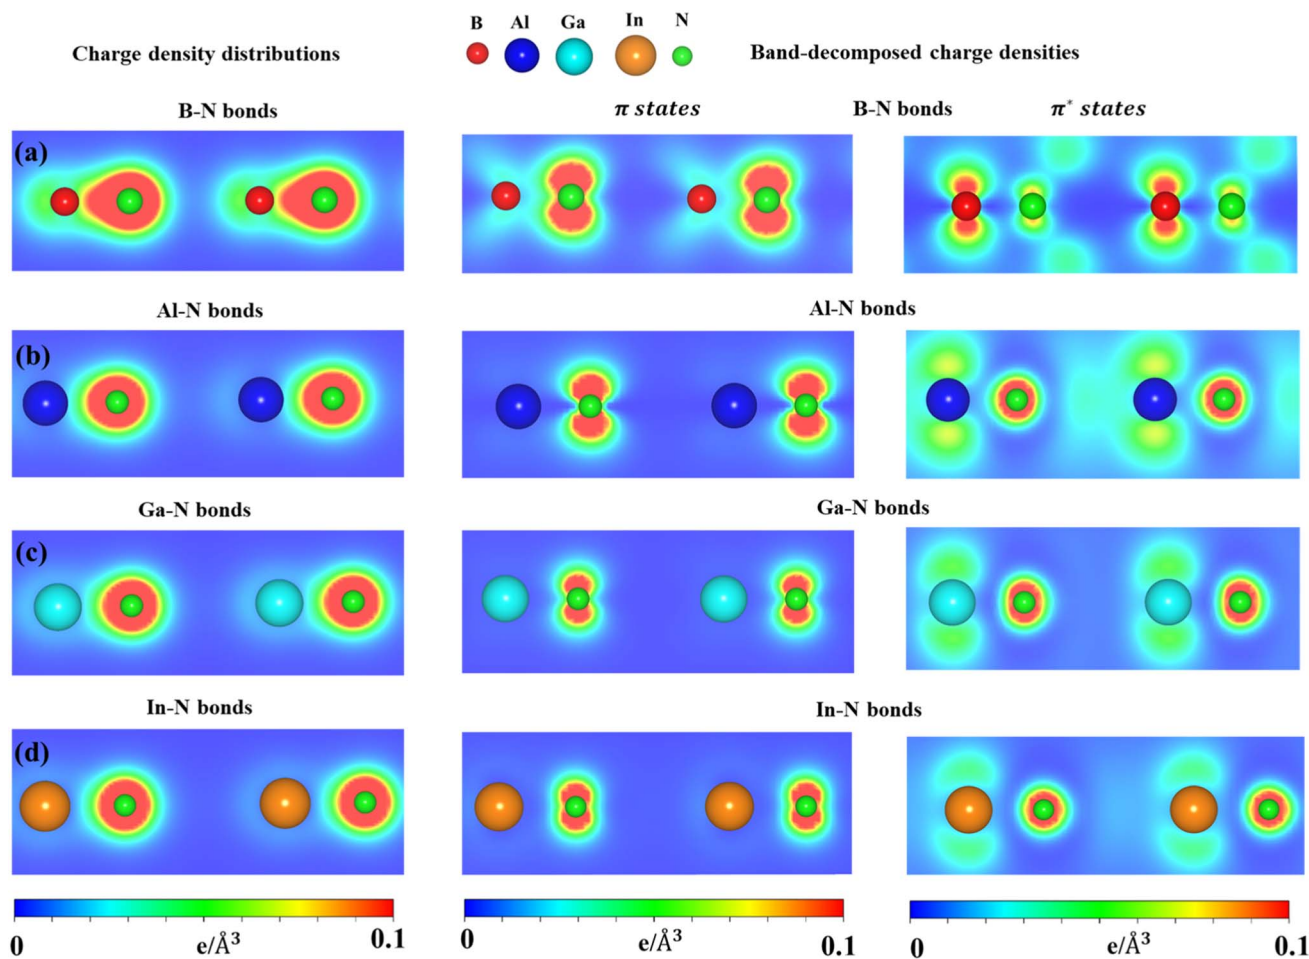 B Al Ga In N
Charge density distributions
Band-decomposed charge densities
B-N bonds
π states
B-N bonds
π* states
(a)
Al-N bonds
Al-N bonds
(b)
Ga-N bonds
Ga-N bonds
(c)
In-N bonds
In-N bonds
(d)
0 e/Å³ 0.1
0 e/Å³ 0.1
0 e/Å³ 0.1